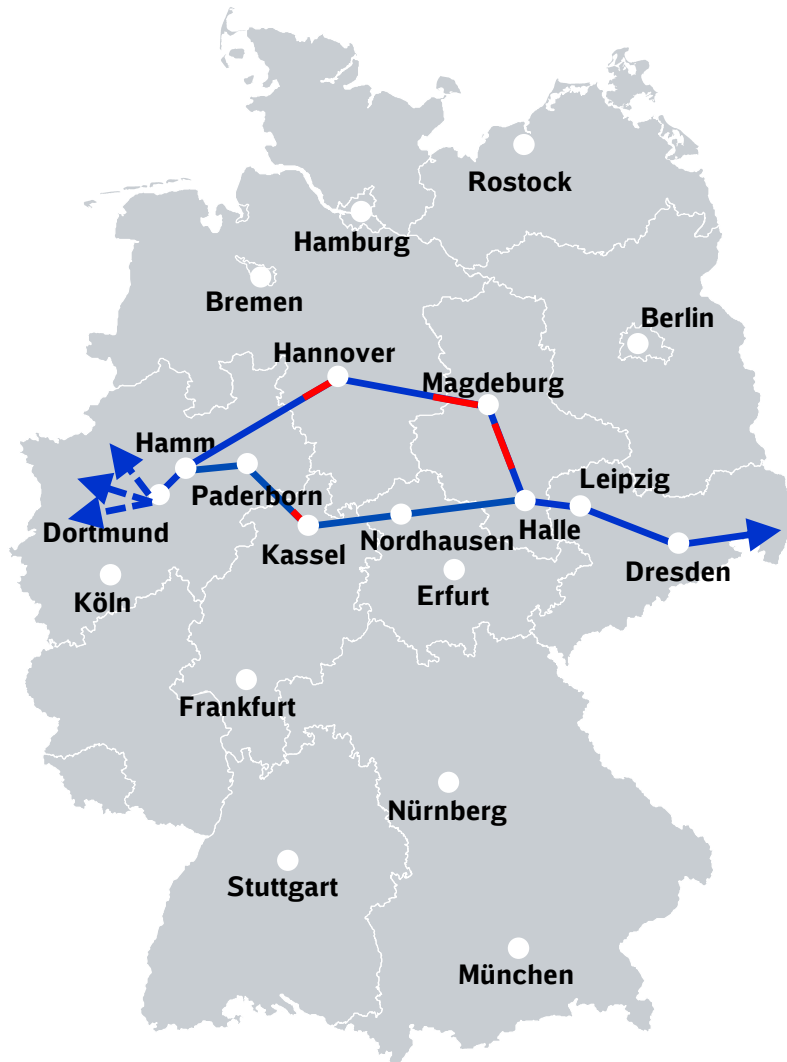 Rostock
Hamburg
Bremen
Berlin
Hannover
Magdeburg
Hamm
Leipzig
Paderborn
Dortmund
Halle
Nordhausen
Kassel
Dresden
Köln
Erfurt
Frankfurt
Nürnberg
Stuttgart
München